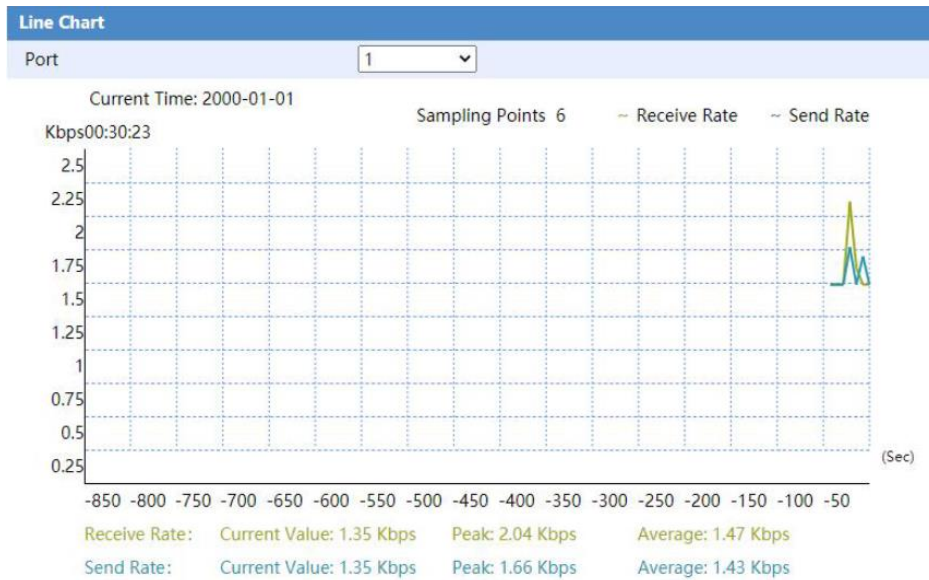 Line Chart
Port 1
Current Time: 2000-01-01
Sampling Points 6 ~ Receive Rate ~ Send Rate
Kbps00:30:23
2.5
2.25
2
1.75
1.5
1.25
1
0.75
0.5
0.25
(Sec)
-850 -800 -750 -700 -650 -600 -550 -500 -450 -400 -350 -300 -250 -200 -150 -100 -50
Receive Rate: Current Value: 1.35 Kbps Peak: 2.04 Kbps Average: 1.47 Kbps
Send Rate: Current Value: 1.35 Kbps Peak: 1.66 Kbps Average: 1.43 Kbps